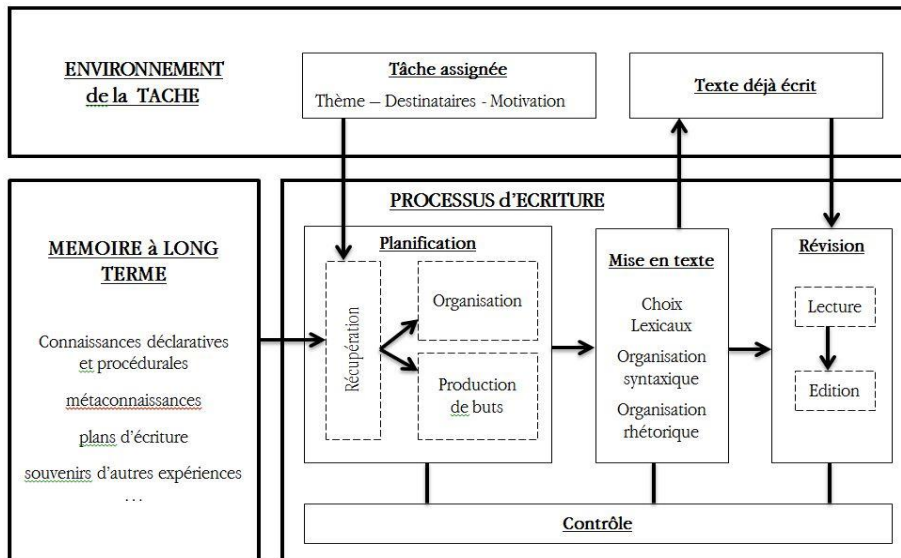 ENVIRONNEMENT
de la TACHE
Tâche assignée
Thème – Destinataires - Motivation
Texte déjà écrit
MEMOIRE à LONG
TERME
Connaissances déclaratives
et procédurales
métaconnaissances
plans d'écriture
souvenirs d'autres expériences
…
PROCESSUS d'ECRITURE
Planification
Récupération
Organisation
Production
de buts
Mise en texte
Choix
Lexicaux
Organisation
syntaxique
Organisation
rhétorique
Révision
Lecture
Edition
Contrôle